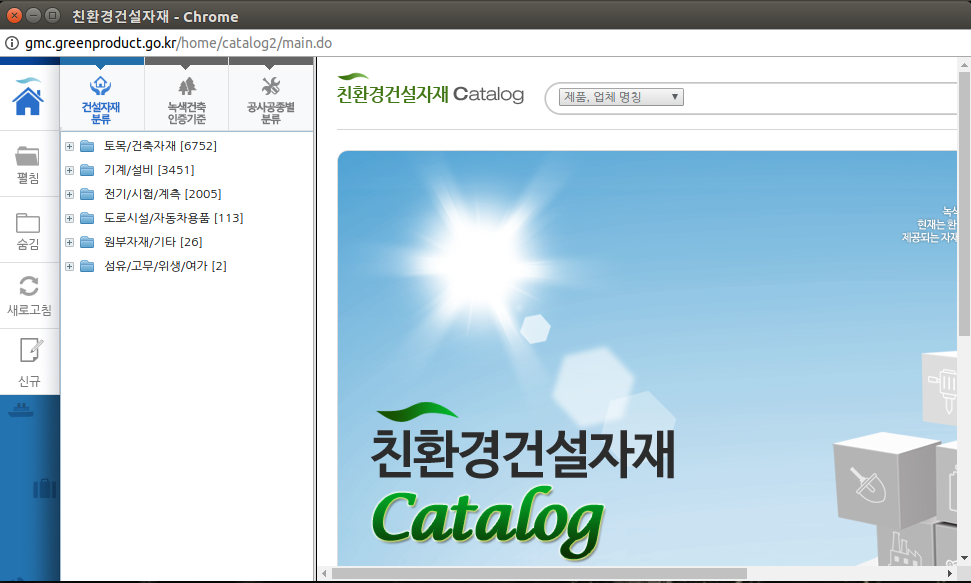 친환경건설자재 - Chrome
gmc.greenproduct.go.kr/home/catalog2/main.do
펼침
숨김
새로고침
신규
건설자재
분류
녹색건축
인증기준
공사공종별
분류
토목/건축자재 [6752]
기계/설비 [3451]
전기/시험/계측 [2005]
도로시설/자동차용품 [113]
원부자재/기타 [26]
섬유/고무/위생/여가 [2]
친환경건설자재 Catalog
제품, 업체 명칭
녹색
현재는 환
제공되는 자재
친환경건설자재
Catalog